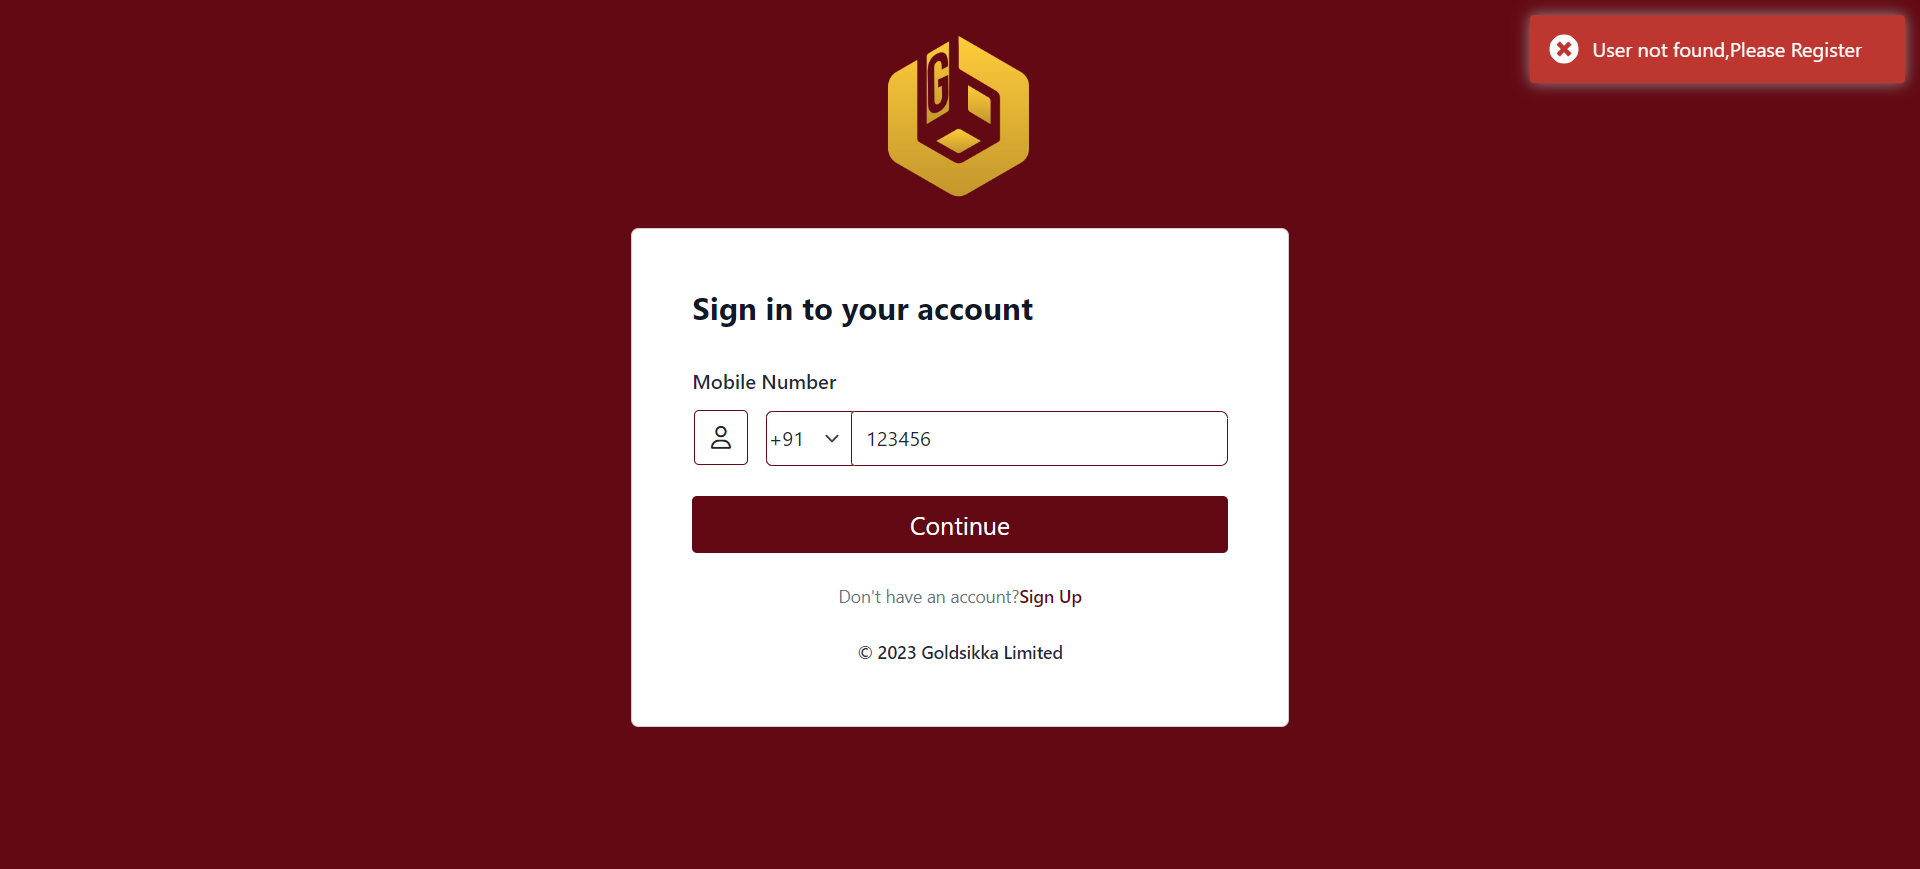 G
User not found,Please Register
Sign in to your account
Mobile Number
+91 123456
Continue
Don't have an account?Sign Up
© 2023 Goldsikka Limited